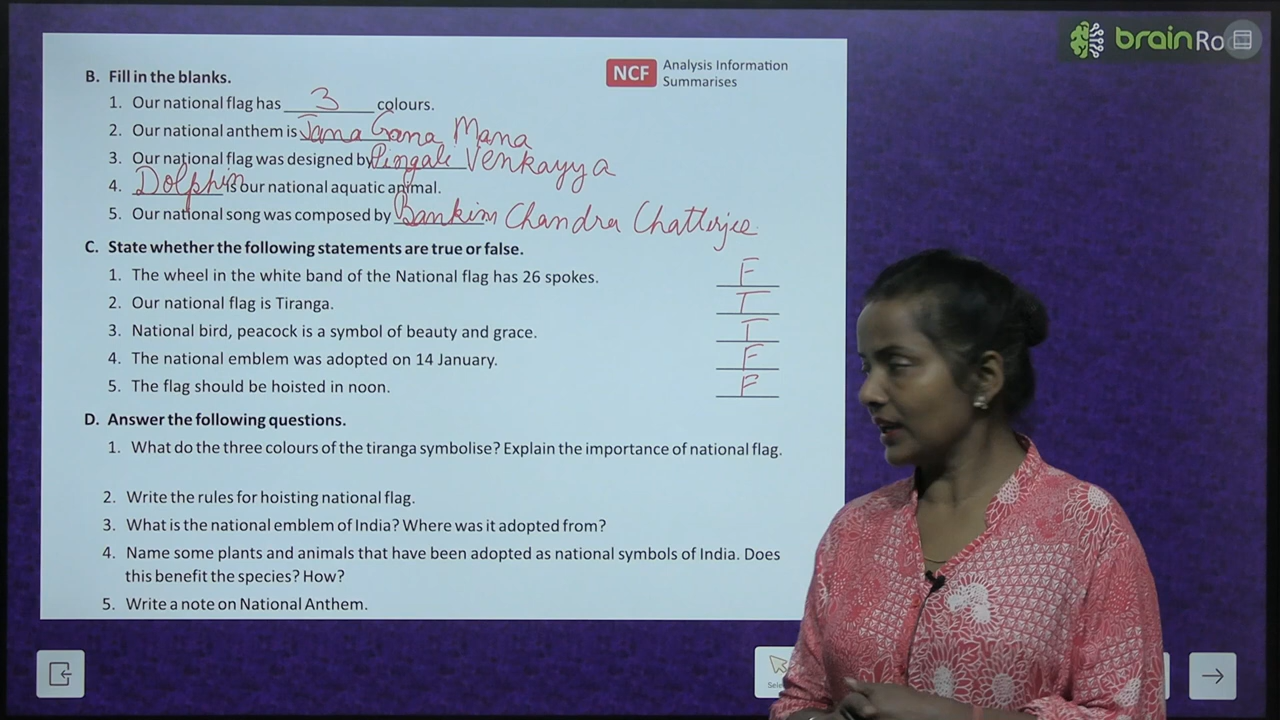 brainRo
NCF Analysis Information
Summarises
B. Fill in the blanks.
1. Our national flag has 3 colours.
2. Our national anthem is Jana Gana Mana
3. Our national flag was designed by Pingali Venkayya
4. Dolphin is our national aquatic animal.
5. Our national song was composed by Bankim Chandra Chatterjee.
C. State whether the following statements are true or false.
1. The wheel in the white band of the National flag has 26 spokes. F
2. Our national flag is Tiranga. T
3. National bird, peacock is a symbol of beauty and grace. T
4. The national emblem was adopted on 14 January. F
5. The flag should be hoisted in noon. F
D. Answer the following questions.
1. What do the three colours of the tiranga symbolise? Explain the importance of national flag.
2. Write the rules for hoisting national flag.
3. What is the national emblem of India? Where was it adopted from?
4. Name some plants and animals that have been adopted as national symbols of India. Does
this benefit the species? How?
5. Write a note on National Anthem.